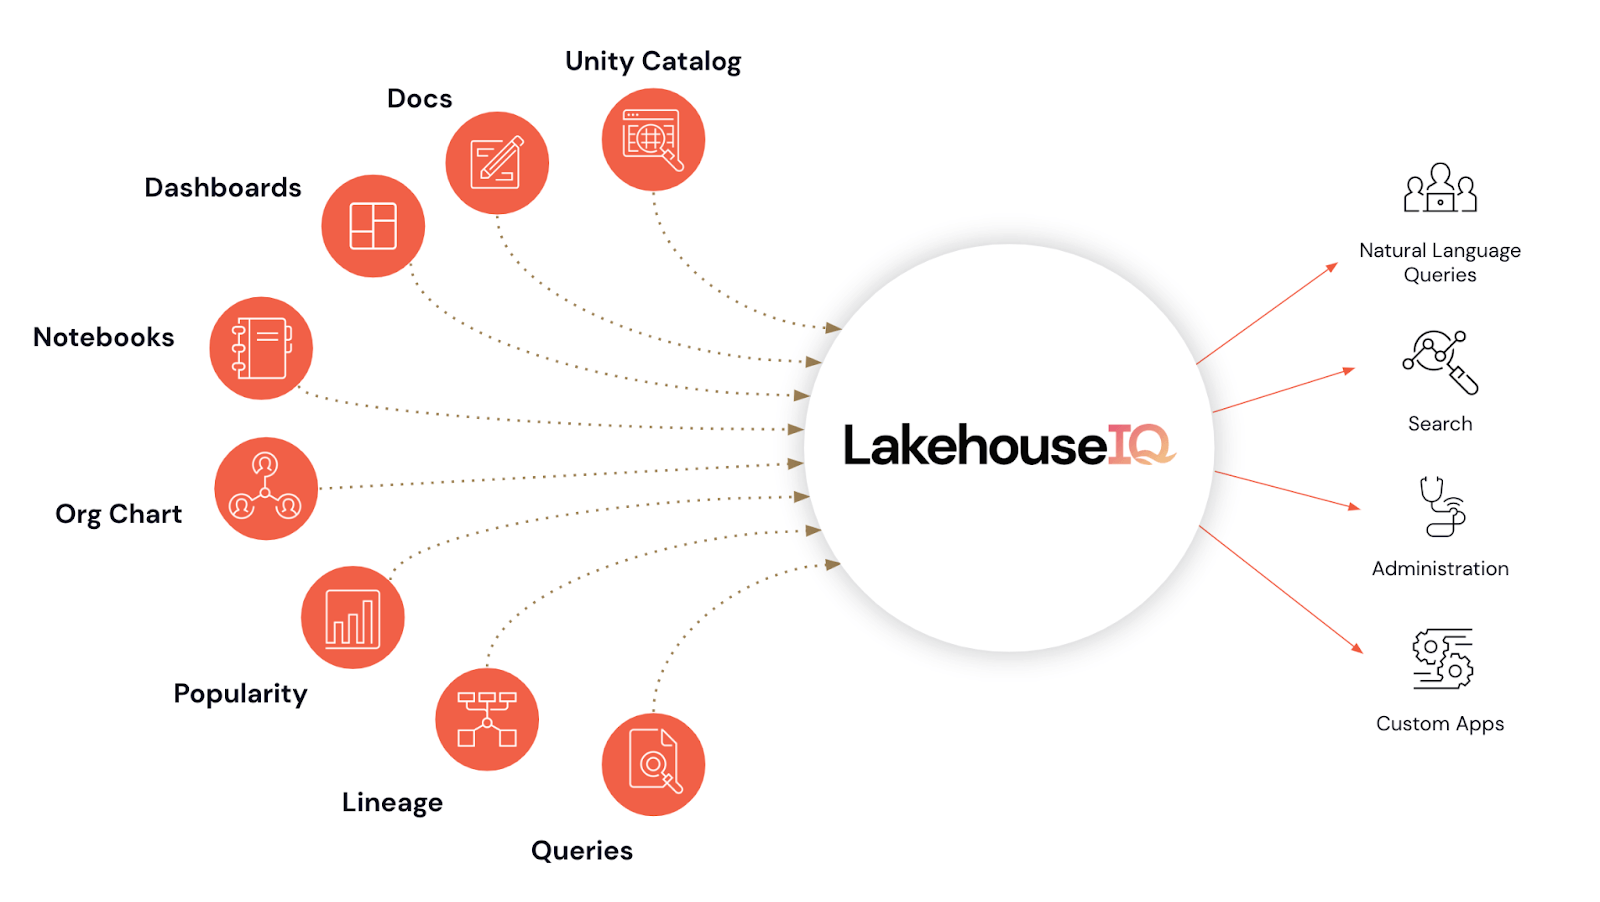 Unity Catalog
Docs
Dashboards
Notebooks
Org Chart
Popularity
Lineage
Queries
LakehouseIQ
Natural Language
Queries
Search
Administration
Custom Apps